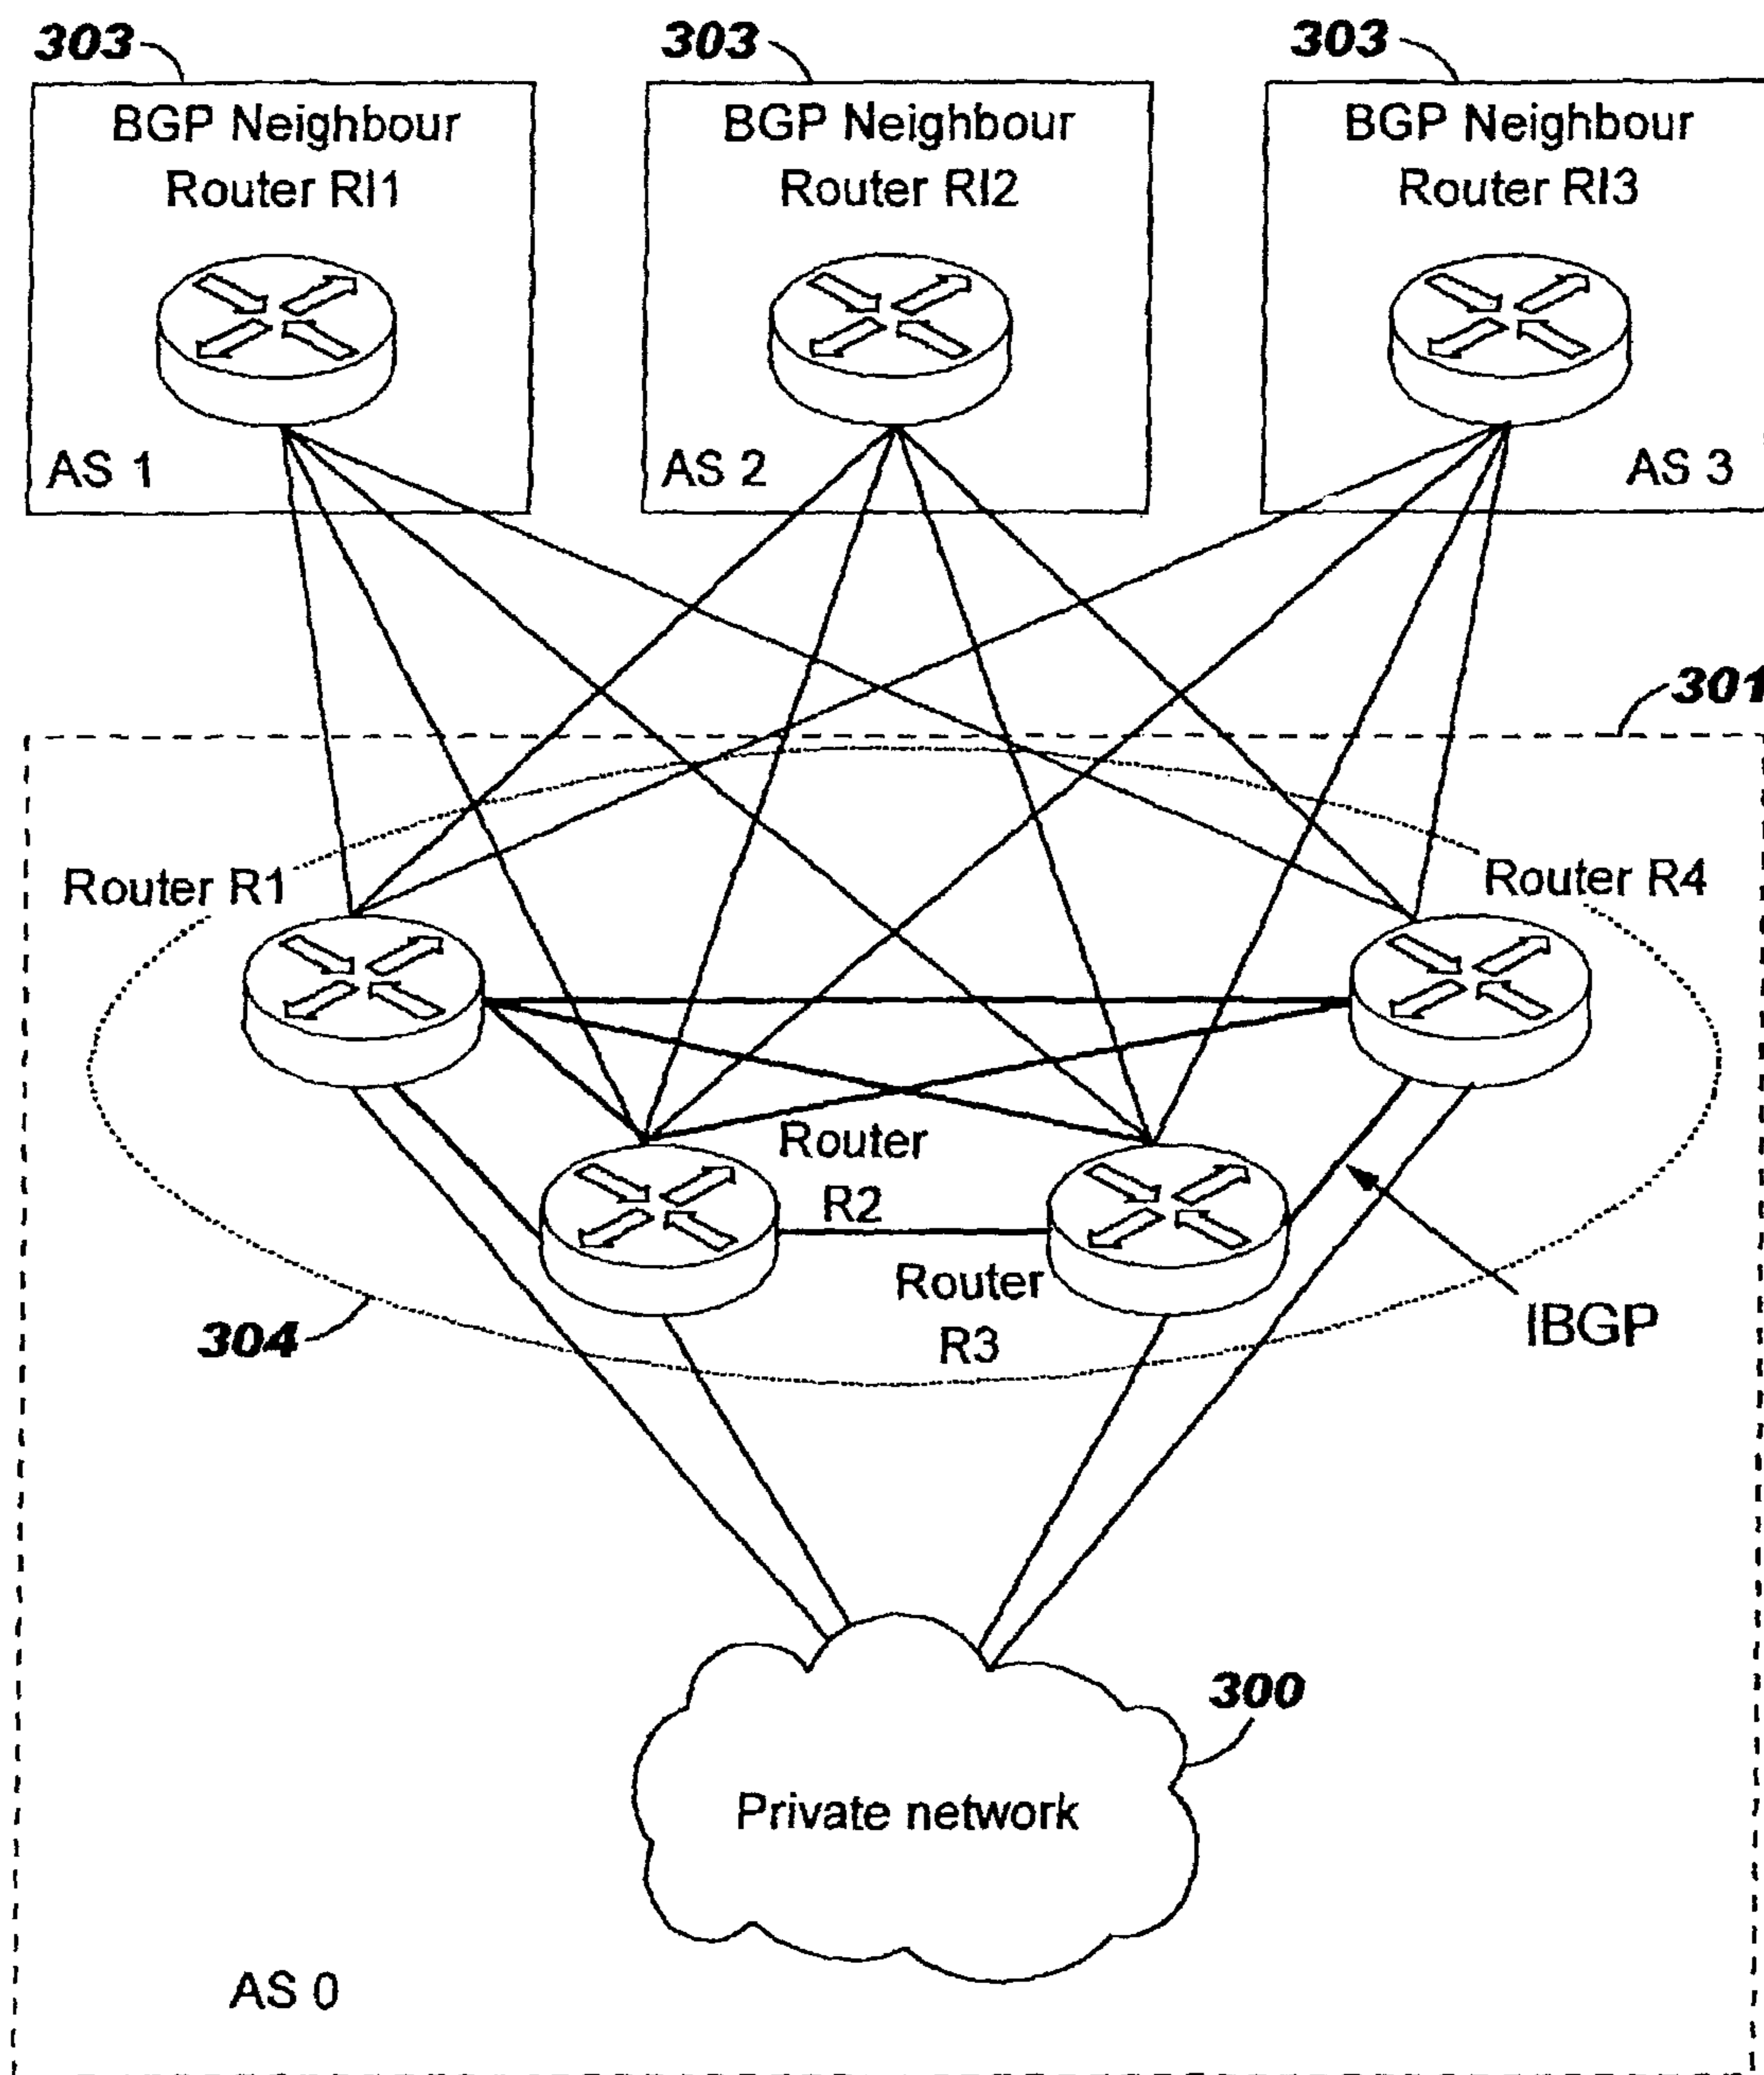 303
303
303
BGP Neighbour
Router RI1
BGP Neighbour
Router RI2
BGP Neighbour
Router RI3
AS 1
AS 2
AS 3
301
Router R1
Router R4
Router
R2
Router
R3
IBGP
304
300
Private network
AS 0